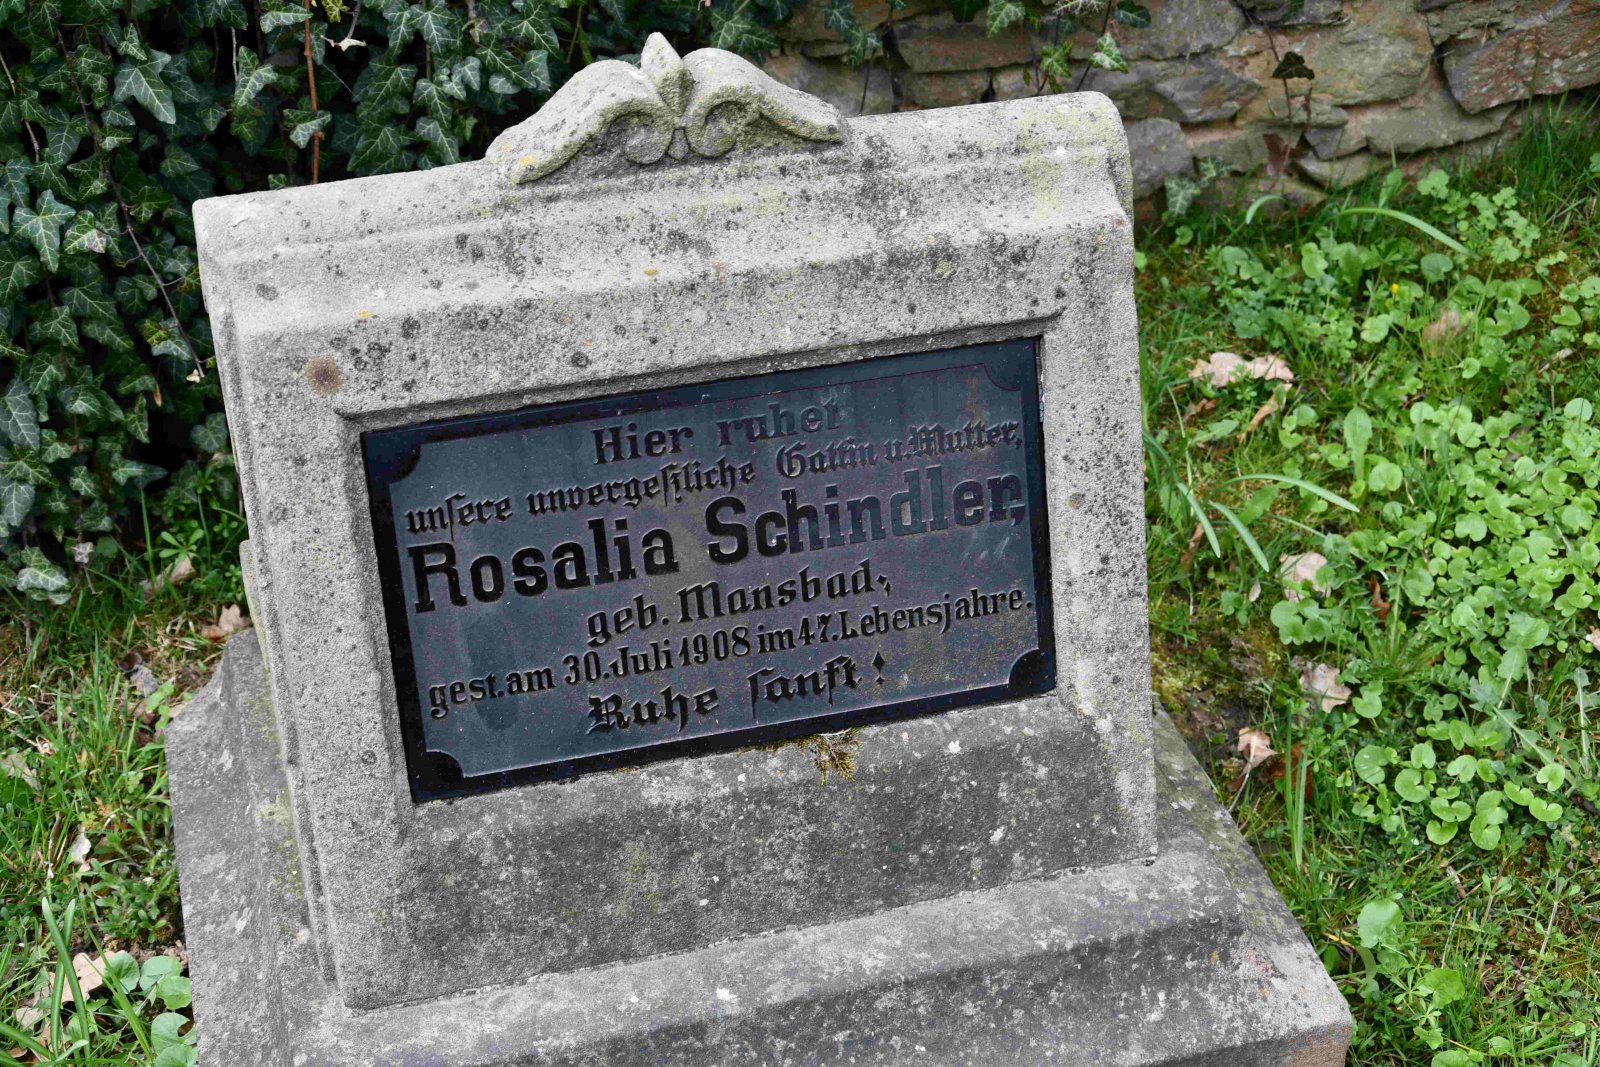 Hier ruhet
unſere unvergeßliche Gattin u. Mutter,
Rosalia Schindler,
geb. Mansbad;
gest. am 30. Juli 1908 im 47. Lebensjahre.
Ruhe ſanft!